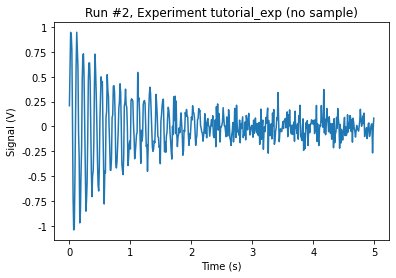 Run #2, Experiment tutorial_exp (no sample)
1
0.75
0.5
0.25
0
-0.25
-0.5
-0.75
-1
Signal (V)
0 1 2 3 4 5
Time (s)